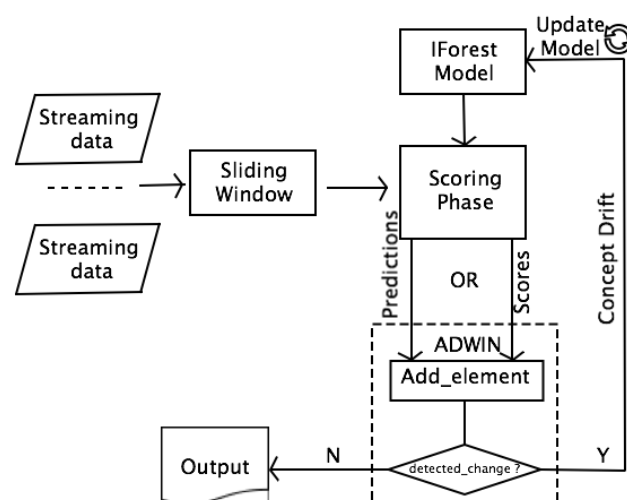 Update
Model
IForest
Model
Streaming
data
Sliding
Window
Scoring
Phase
Streaming
data
Predictions
OR
Scores
Concept Drift
ADWIN
Add_element
detected_change ?
N
Y
Output